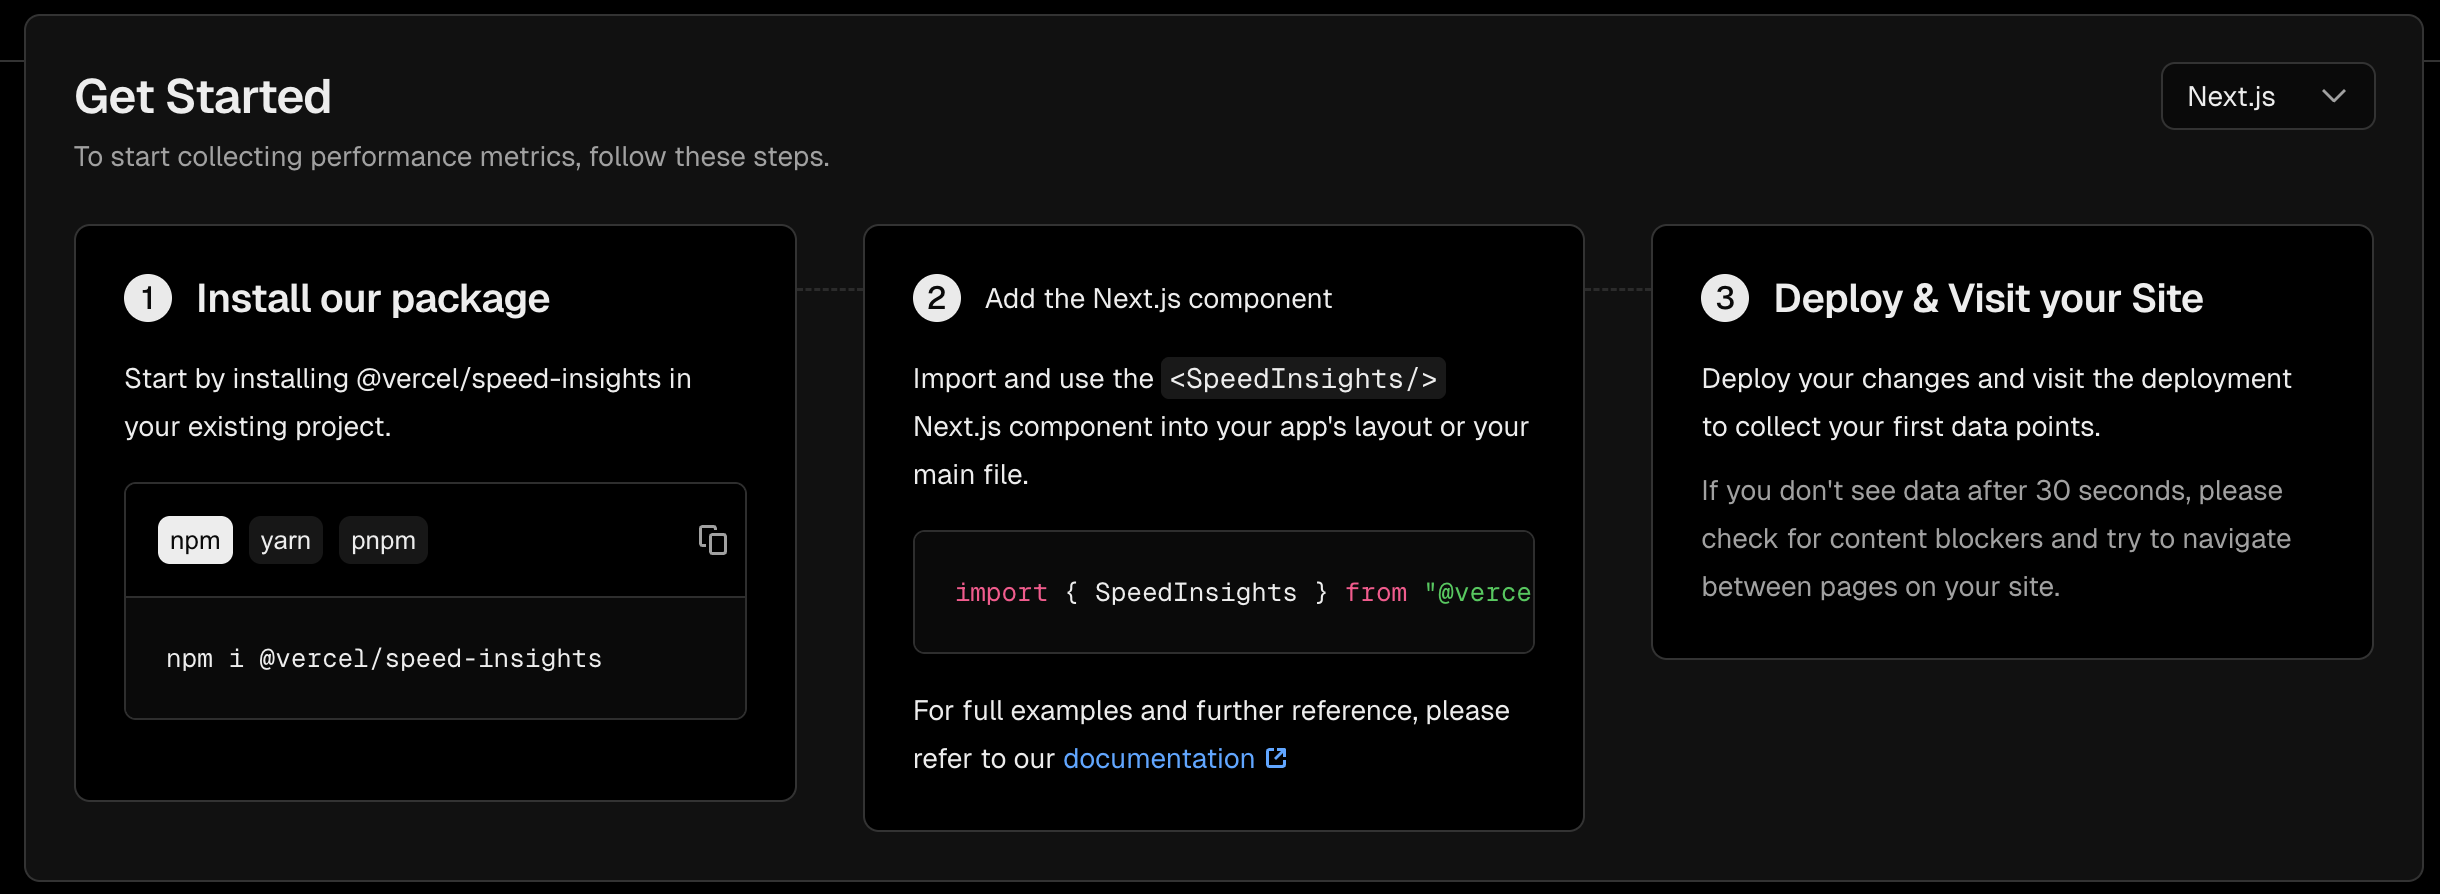 Get Started
Next.js
To start collecting performance metrics, follow these steps.
1 Install our package
Start by installing @vercel/speed-insights in
your existing project.
npm yarn pnpm
npm i @vercel/speed-insights
2 Add the Next.js component
Import and use the <SpeedInsights/>
Next.js component into your app's layout or your
main file.
import { SpeedInsights } from "@verce
For full examples and further reference, please
refer to our documentation
3 Deploy & Visit your Site
Deploy your changes and visit the deployment
to collect your first data points.
If you don't see data after 30 seconds, please
check for content blockers and try to navigate
between pages on your site.